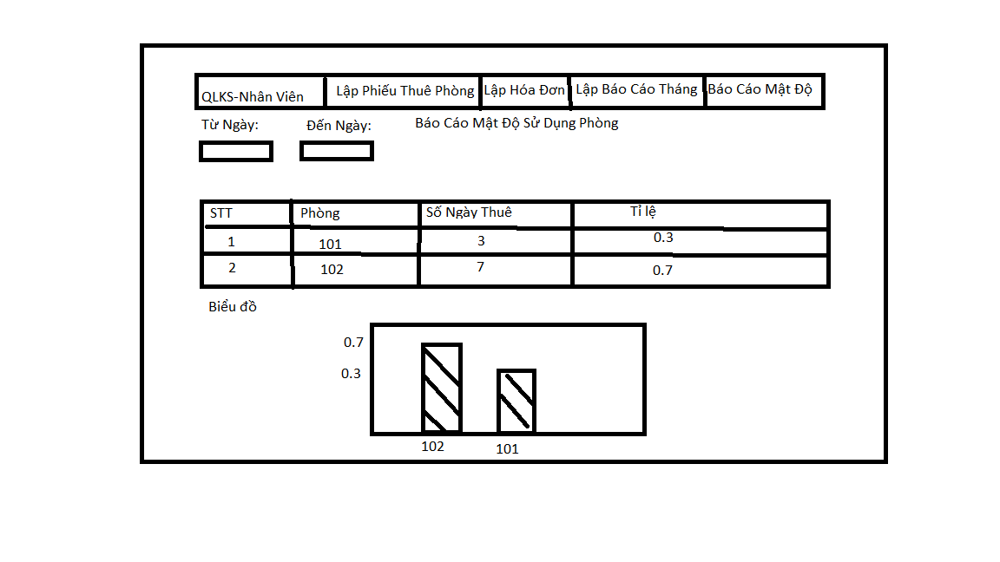 QLKS-Nhân Viên Lập Phiếu Thuê Phòng Lập Hóa Đơn Lập Báo Cáo Tháng Báo Cáo Mật Độ
Từ Ngày: Đến Ngày: Báo Cáo Mật Độ Sử Dụng Phòng
STT Phòng Số Ngày Thuê Tỉ lệ
1 101 3 0.3
2 102 7 0.7
Biểu đồ
0.7
0.3
102 101